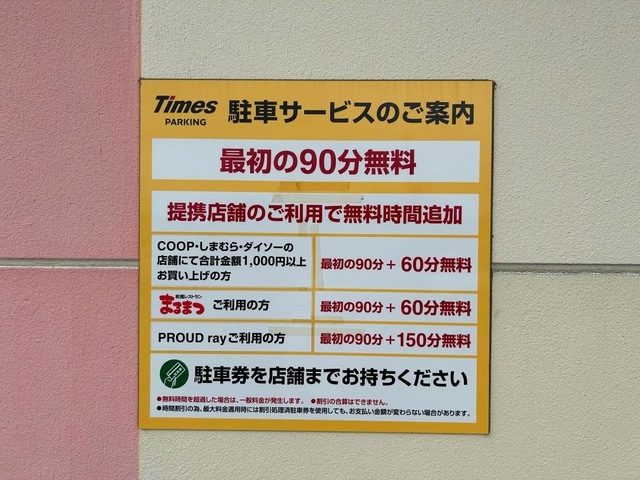 Times
PARKING
駐車サービスのご案内
最初の90分無料
提携店舗のご利用で無料時間追加
COOP・しまむら・ダイソーの
店舗にて合計金額1,000円以上
お買い上げの方
最初の90分 + 60分無料
和風レストラン
まるまつ ご利用の方
最初の90分 + 60分無料
PROUD ray ご利用の方
最初の90分 + 150分無料
駐車券を店舗までお持ちください
●無料時間を超過した場合は、一般料金が発生します。 ●割引の合算はできません。
●時間割引の為、最大料金適用時には割引処理済駐車券を使用しても、お支払い金額が変わらない場合があります。